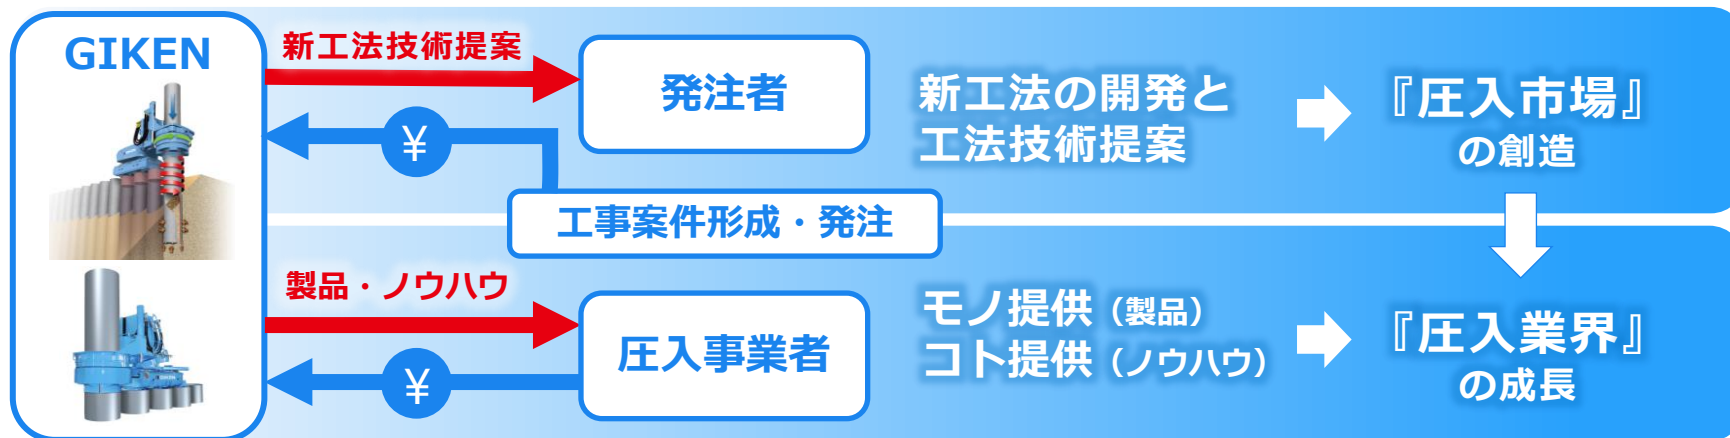 GIKEN
新工法技術提案
¥
発注者
新工法の開発と
工法技術提案
『圧入市場』
の創造
工事案件形成・発注
製品・ノウハウ
¥
圧入事業者
モノ提供（製品）
コト提供（ノウハウ）
『圧入業界』
の成長